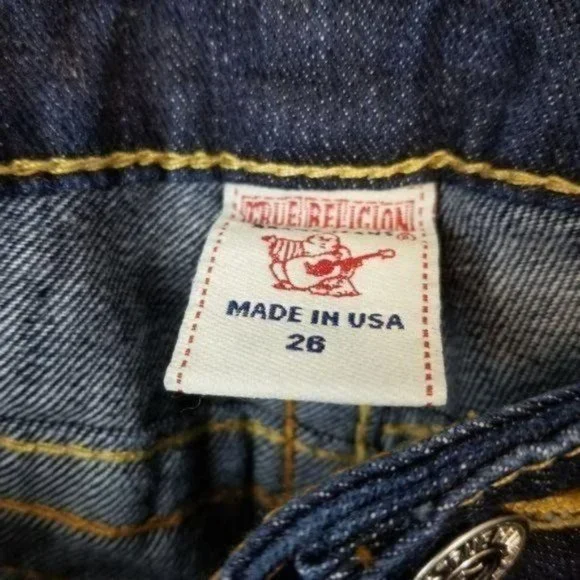 TRUE RELIGION
®
MADE IN USA
26